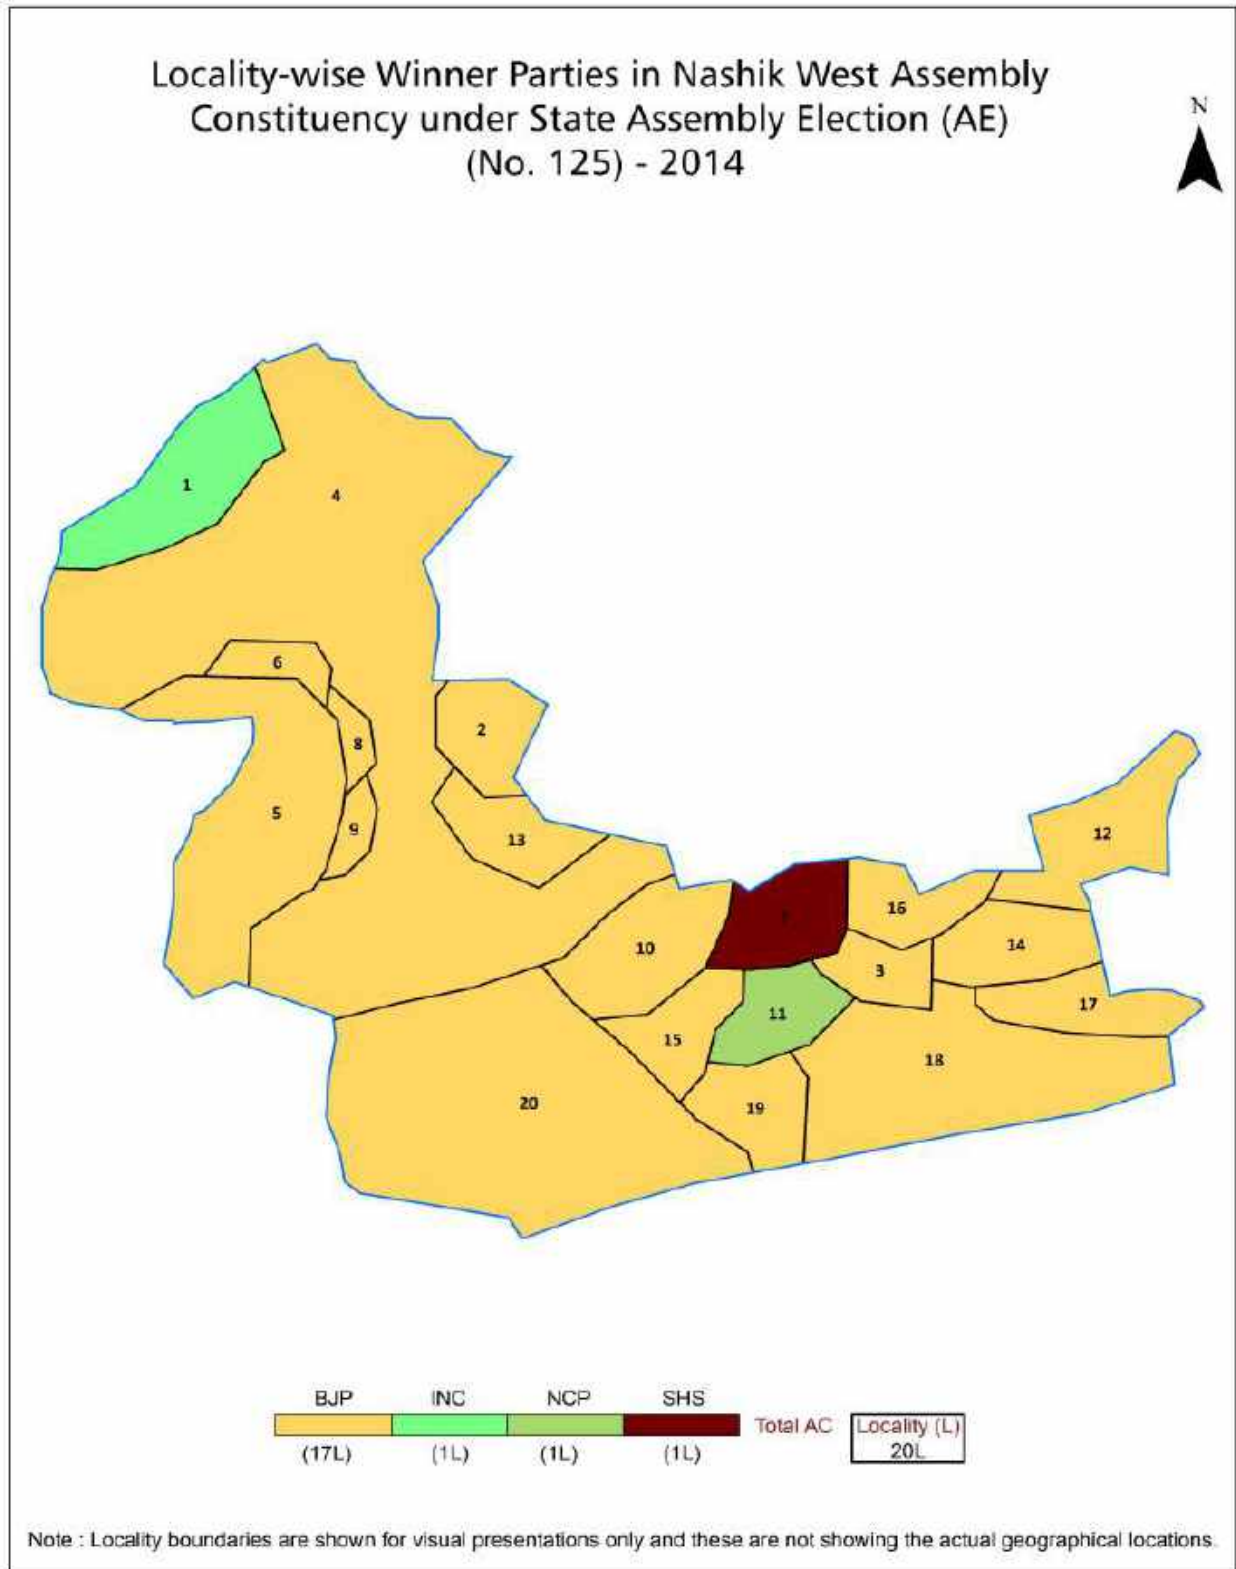 Locality-wise Winner Parties in Nashik West Assembly
Constituency under State Assembly Election (AE)
(No. 125) - 2014
N
1
4
6
2
8
5
9
13
12
16
10
14
3
17
11
15
18
20
19
BJP INC NCP SHS
Total AC Locality (L)
(17L) (1L) (1L) (1L) 20L
Note : Locality boundaries are shown for visual presentations only and these are not showing the actual geographical locations.